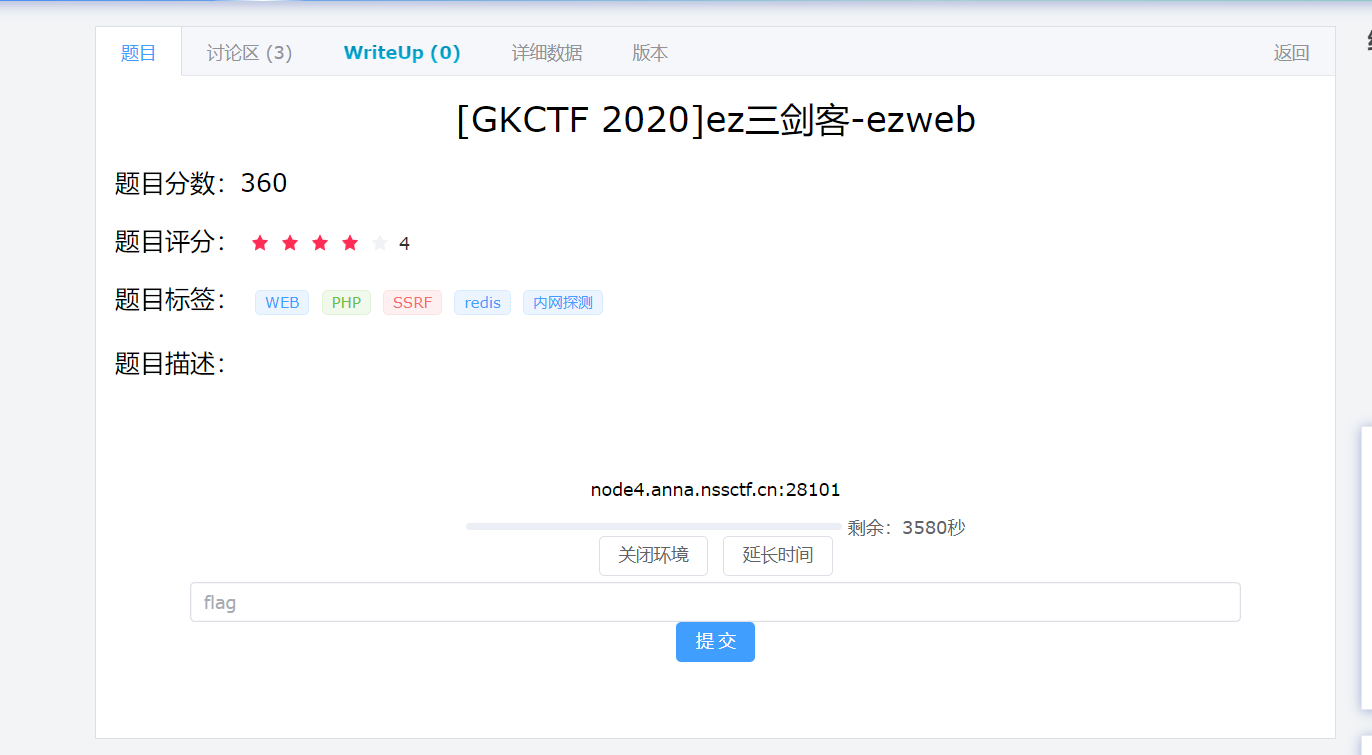 题目 讨论区 (3) WriteUp (0) 详细数据 版本 返回
[GKCTF 2020]ez三剑客-ezweb
题目分数：360
题目评分： 4
题目标签： WEB PHP SSRF redis 内网探测
题目描述：
node4.anna.nssctf.cn:28101
剩余：3580秒
关闭环境 延长时间
flag
提交